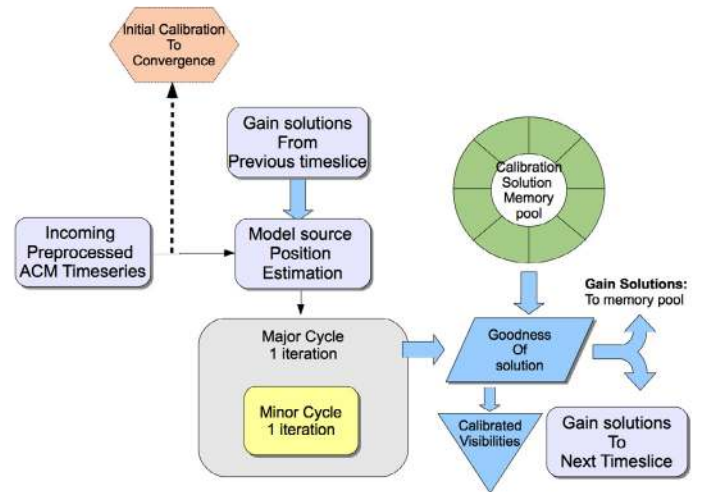 Initial Calibration
To
Convergence
Gain solutions
From
Previous timeslice
Calibration
Solution
Memory
pool
Incoming
Preprocessed
ACM Timeseries
Model source
Position
Estimation
Gain Solutions:
To memory pool
Major Cycle
1 iteration
Goodness
Of
solution
Minor Cycle
1 iteration
Calibrated
Visibilities
Gain solutions
To
Next Timeslice